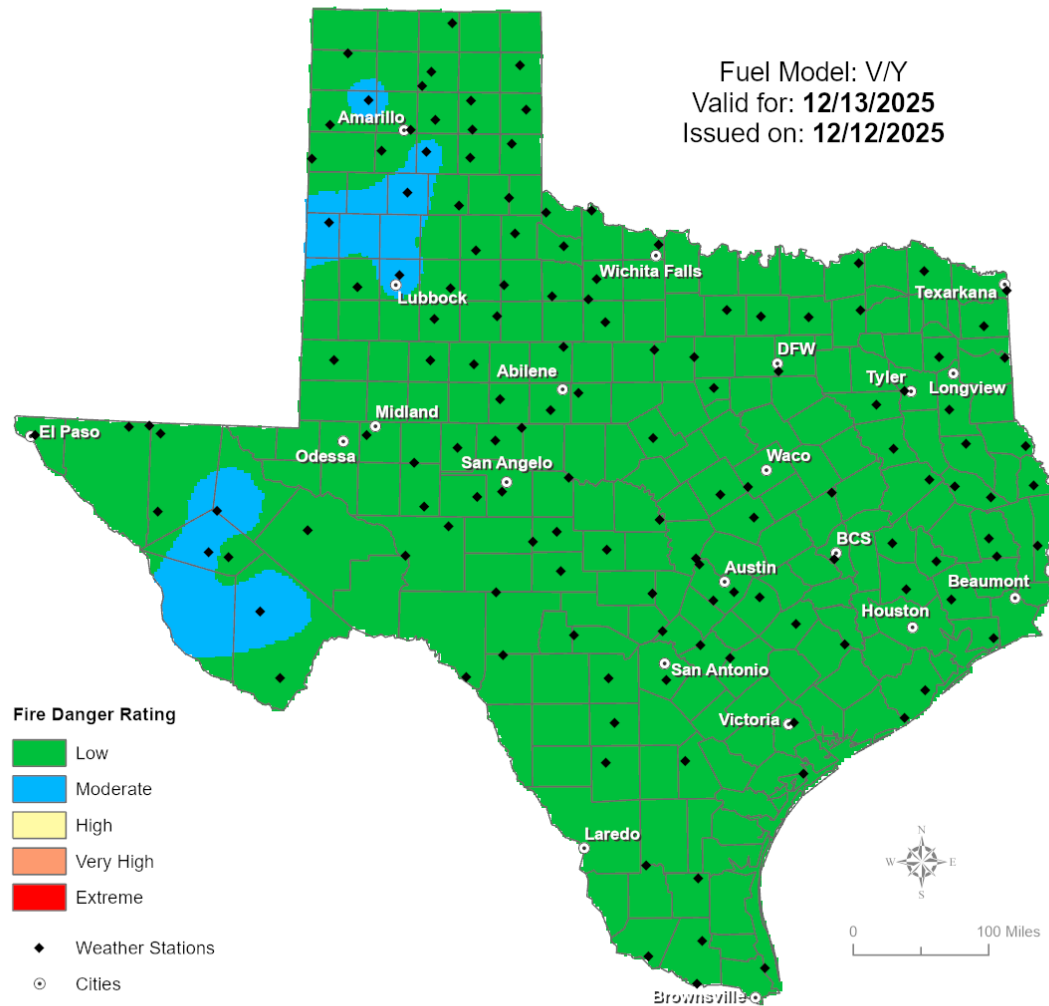 Fuel Model: V/Y
Valid for: 12/13/2025
Issued on: 12/12/2025
Amarillo
Wichita Falls
Lubbock
Texarkana
DFW
Abilene
Tyler
Longview
Midland
El Paso
Odessa
San Angelo
Waco
BCS
Austin
Beaumont
Houston
San Antonio
Victoria
Laredo
Brownsville
Fire Danger Rating
Low
Moderate
High
Very High
Extreme
Weather Stations
Cities
N
W E
S
0 100 Miles